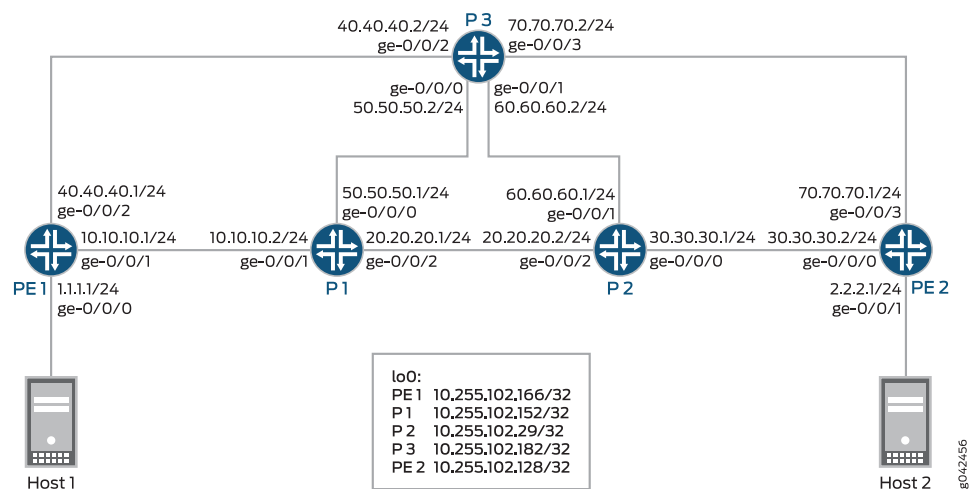 P 3
40.40.40.2/24
ge-0/0/2
70.70.70.2/24
ge-0/0/3
ge-0/0/0
50.50.50.2/24
ge-0/0/1
60.60.60.2/24
40.40.40.1/24
ge-0/0/2
50.50.50.1/24
ge-0/0/0
60.60.60.1/24
ge-0/0/1
70.70.70.1/24
ge-0/0/3
10.10.10.1/24
ge-0/0/1
10.10.10.2/24
ge-0/0/1
20.20.20.1/24
ge-0/0/2
20.20.20.2/24
ge-0/0/2
30.30.30.1/24
ge-0/0/0
30.30.30.2/24
ge-0/0/0
PE 1
P 1
P 2
PE 2
1.1.1.1/24
ge-0/0/0
2.2.2.1/24
ge-0/0/1
lo0:
PE 1 10.255.102.166/32
P 1 10.255.102.152/32
P 2 10.255.102.29/32
P 3 10.255.102.182/32
PE 2 10.255.102.128/32
Host 1
Host 2
g042456